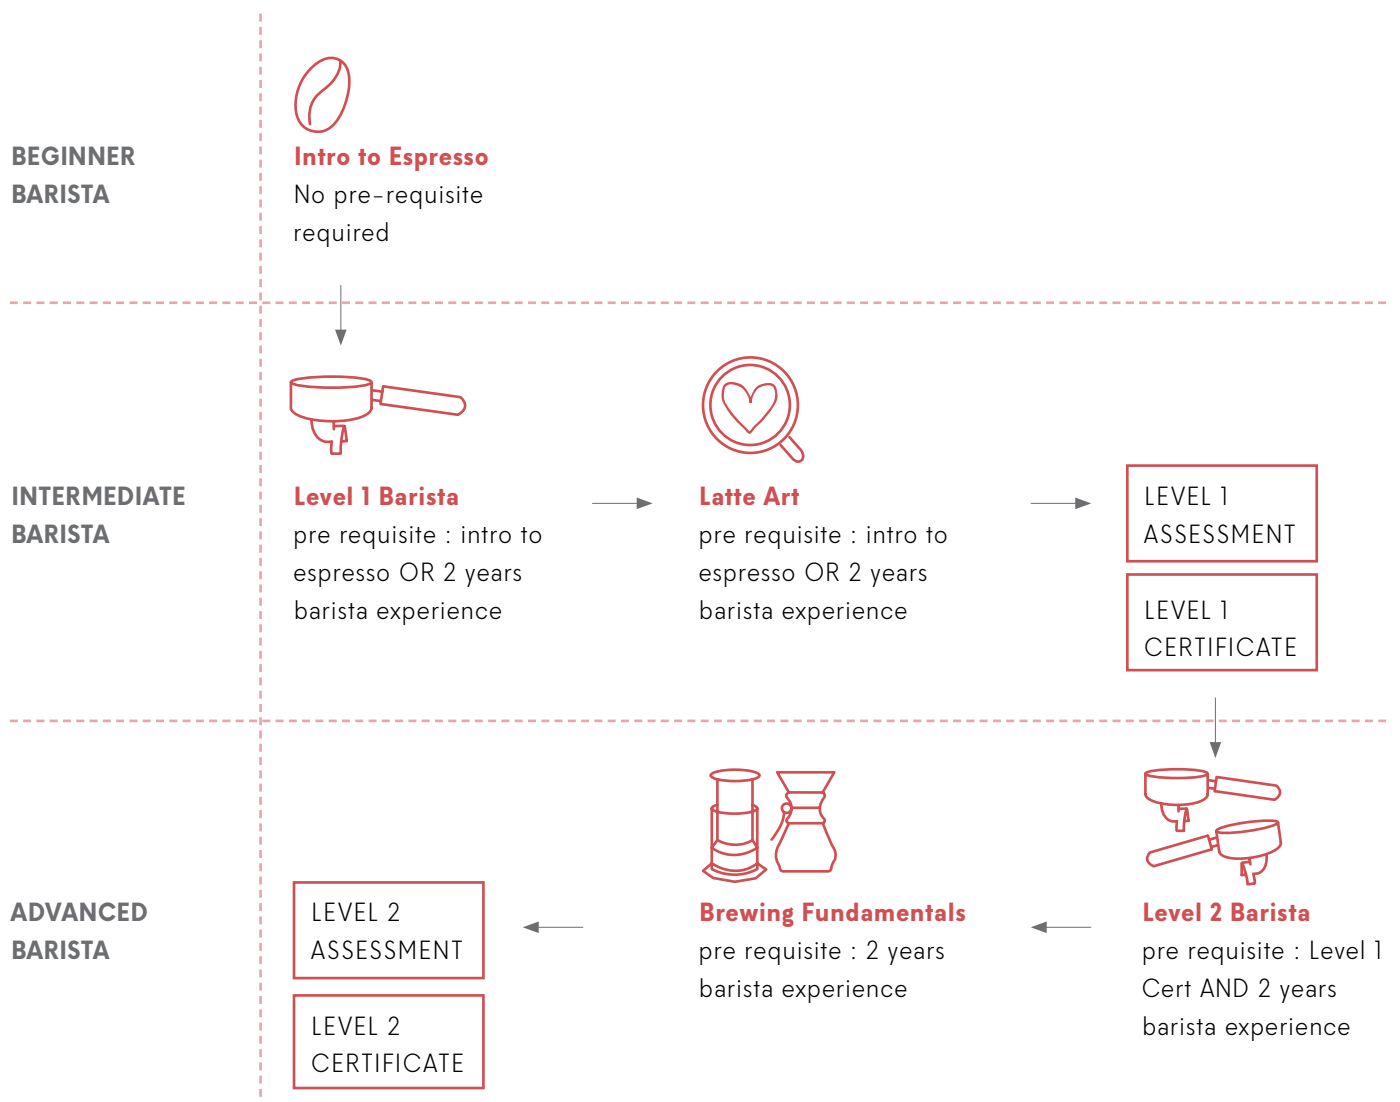 BEGINNER
BARISTA
Intro to Espresso
No pre-requisite
required
INTERMEDIATE
BARISTA
Level 1 Barista
pre requisite : intro to
espresso OR 2 years
barista experience
Latte Art
pre requisite : intro to
espresso OR 2 years
barista experience
LEVEL 1
ASSESSMENT
LEVEL 1
CERTIFICATE
ADVANCED
BARISTA
LEVEL 2
ASSESSMENT
LEVEL 2
CERTIFICATE
Brewing Fundamentals
pre requisite : 2 years
barista experience
Level 2 Barista
pre requisite : Level 1
Cert AND 2 years
barista experience